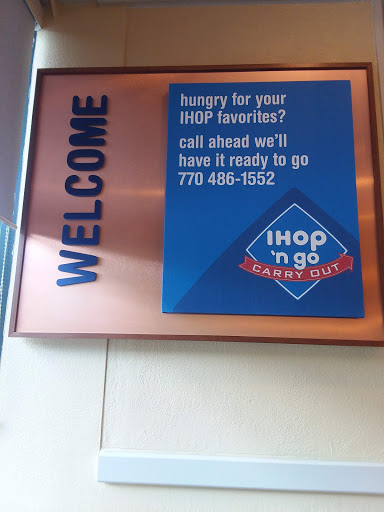 WELCOME
hungry for your
IHOP favorites?
call ahead we'll
have it ready to go
770 486-1552
IHOP
'n go
CARRY OUT